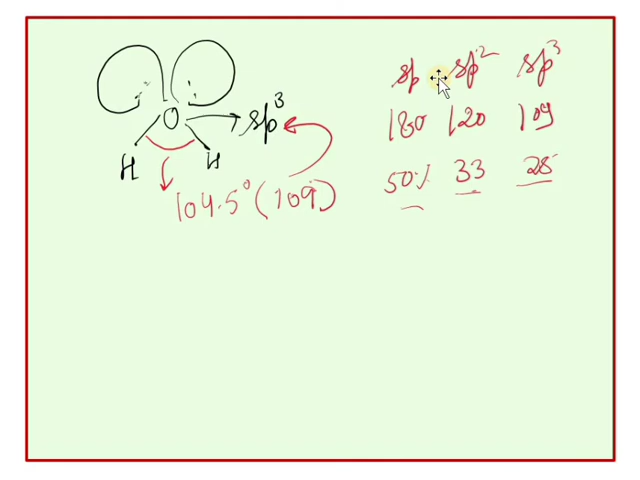 sp sp² sp³
O → sp³
180 120 109
H H
50% 33 25
104.5° (109)